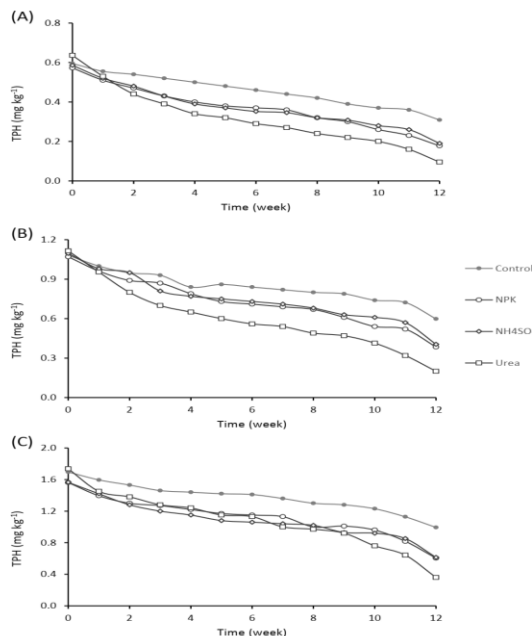 (A)
TPH (mg kg⁻¹)
0.8
0.6
0.4
0.2
0.0
0 2 4 6 8 10 12
Time (week)
(B)
TPH (mg kg⁻¹)
1.2
0.9
0.6
0.3
0.0
0 2 4 6 8 10 12
Time (week)
Control
NPK
NH4SO
Urea
(C)
TPH (mg kg⁻¹)
2.0
1.6
1.2
0.8
0.4
0.0
0 2 4 6 8 10 12
Time (week)